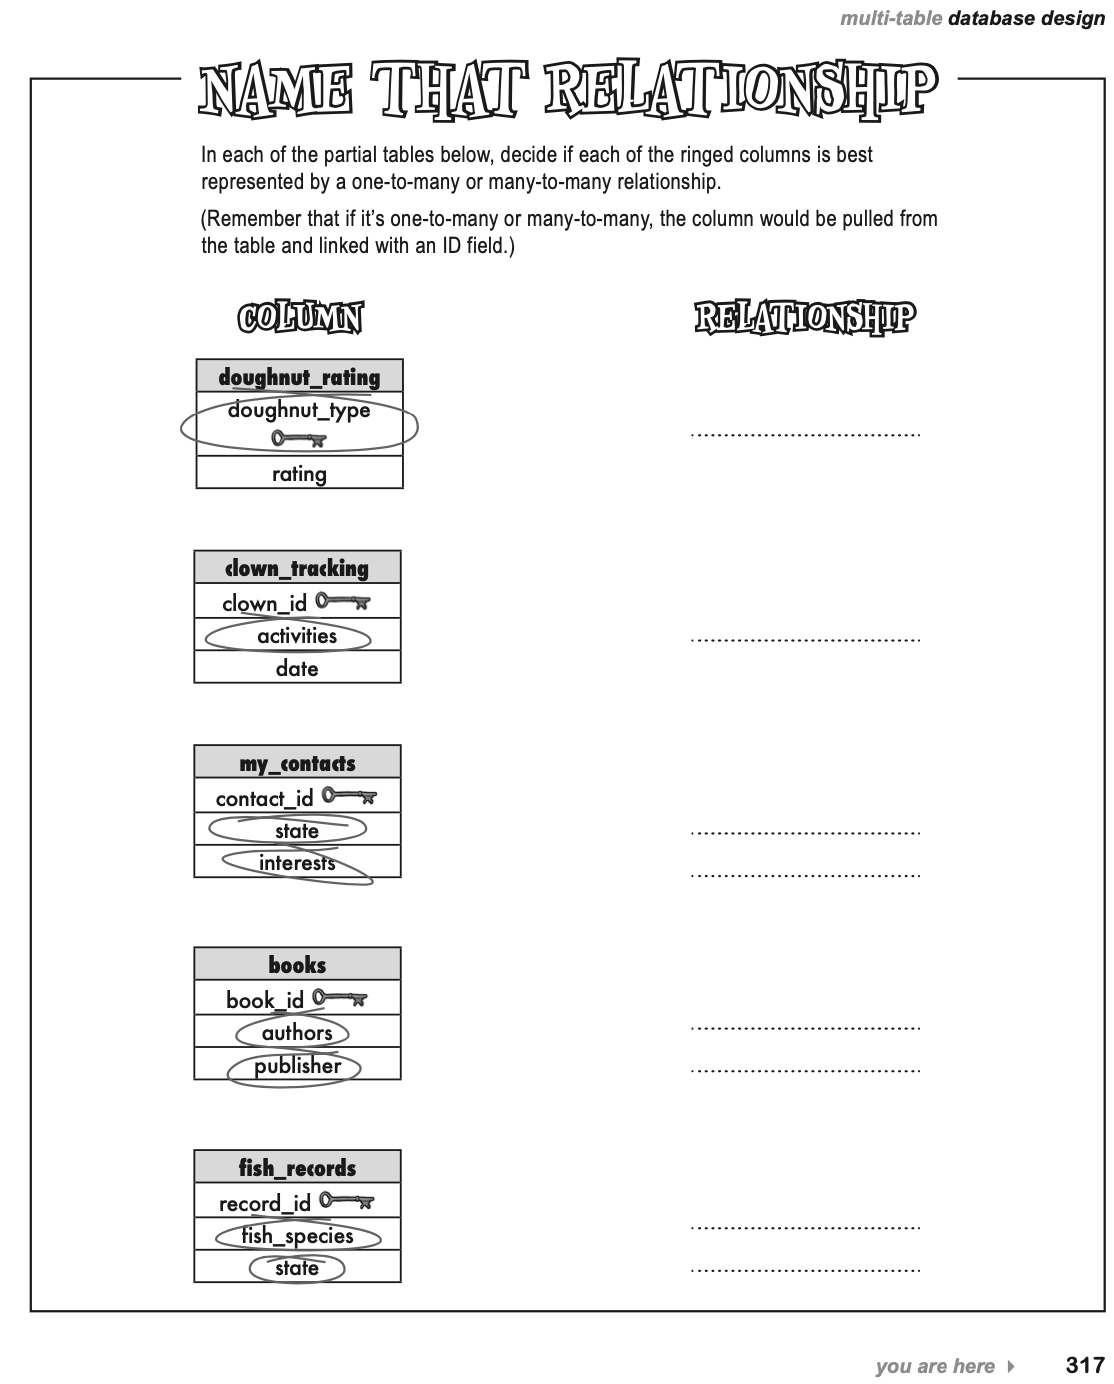 multi-table database design
NAME THAT RELATIONSHIP
In each of the partial tables below, decide if each of the ringed columns is best
represented by a one-to-many or many-to-many relationship.
(Remember that if it’s one-to-many or many-to-many, the column would be pulled from
the table and linked with an ID field.)
COLUMN
RELATIONSHIP
doughnut_rating
doughnut_type
rating
clown_tracking
clown_id
activities
date
my_contacts
contact_id
state
interests
books
book_id
authors
publisher
fish_records
record_id
fish_species
state
you are here
317